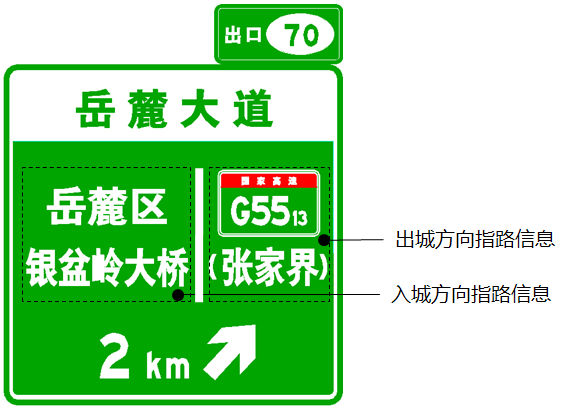 出口 70
岳麓大道
岳麓区
银盆岭大桥
国家高速
G5513
(张家界)
2 km
出城方向指路信息
入城方向指路信息